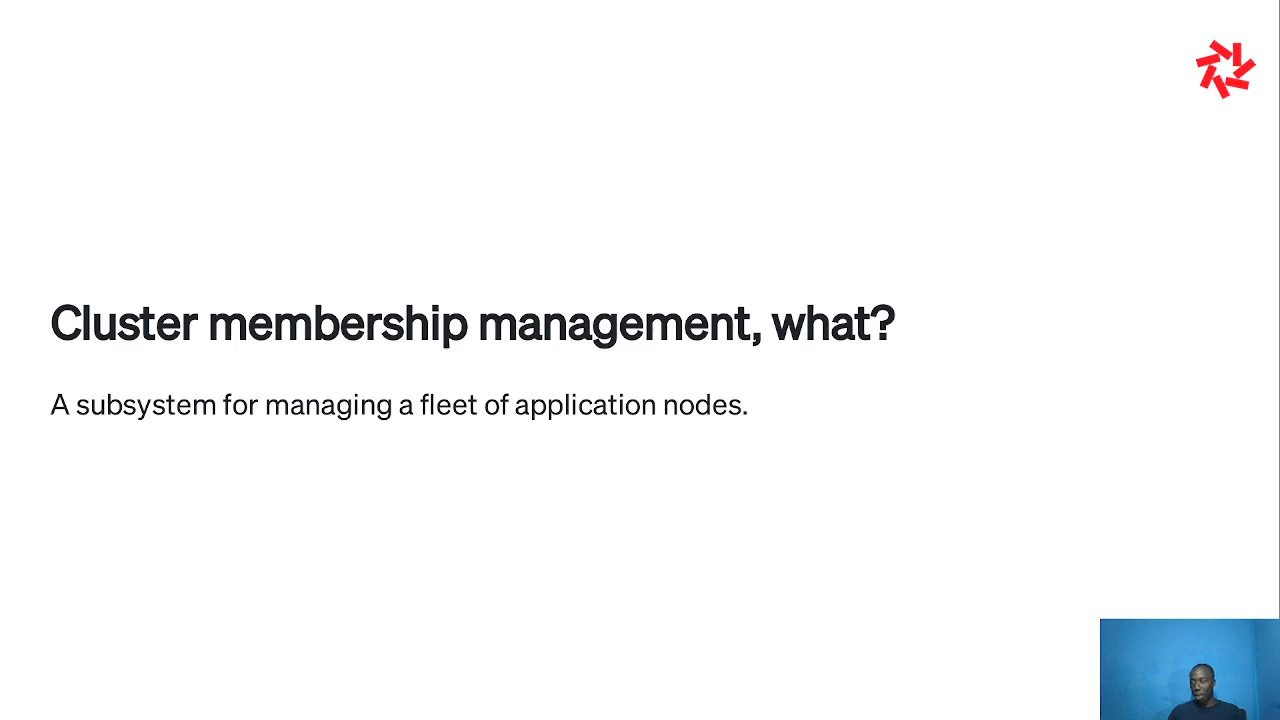 Cluster membership management, what?
A subsystem for managing a fleet of application nodes.